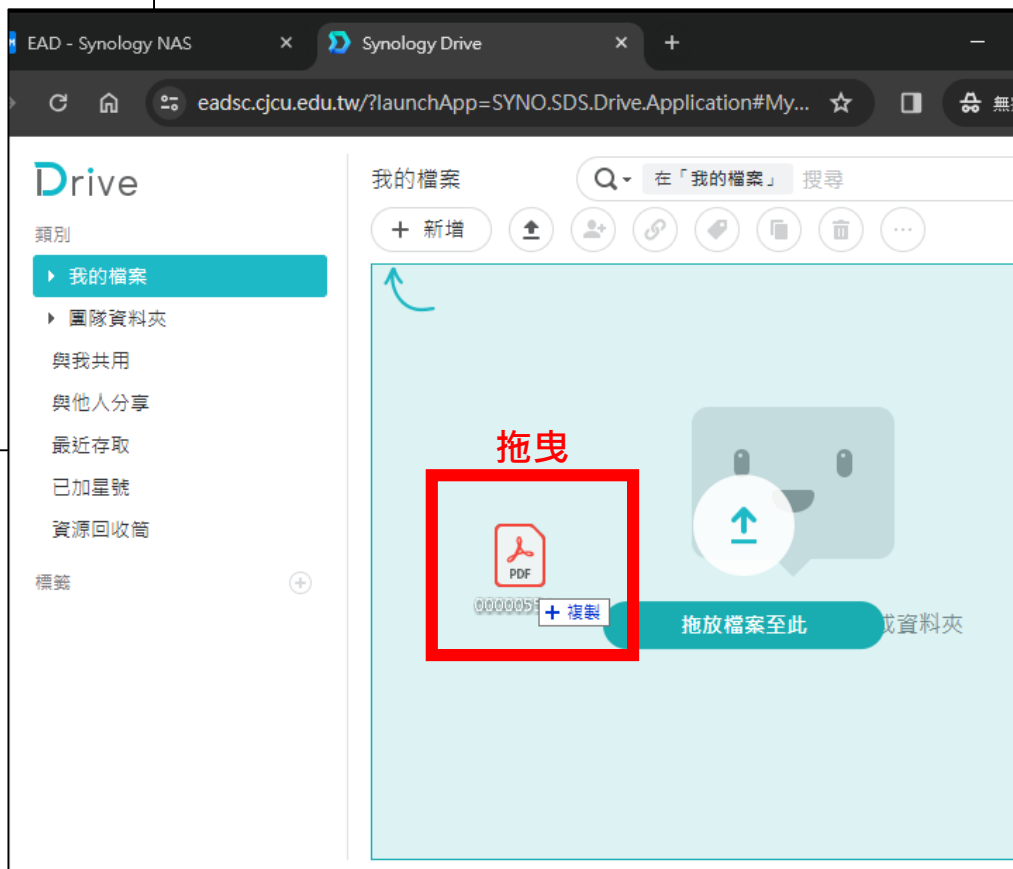 EAD - Synology NAS
Synology Drive
eadsc.cjcu.edu.tw/?launchApp=SYNO.SDS.Drive.Application#My...
Drive
我的檔案
在「我的檔案」 搜尋
類別
+ 新增
我的檔案
團隊資料夾
與我共用
與他人分享
最近存取
已加星號
資源回收筒
標籤
拖曳
PDF
+ 複製
拖放檔案至此
資料夾